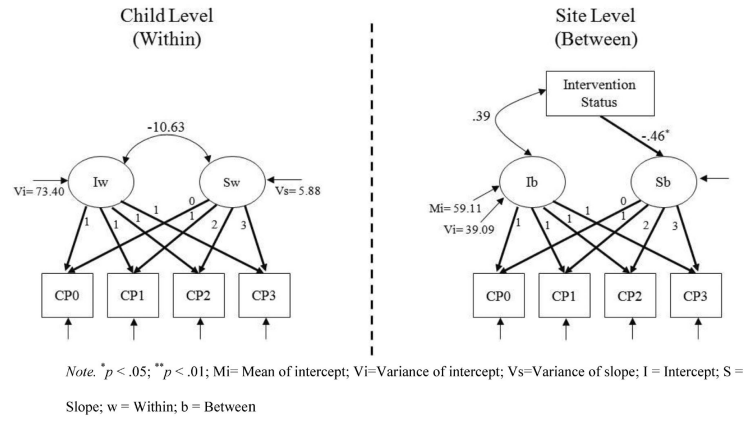 Child Level
(Within)
Site Level
(Between)
Intervention
Status
-10.63
.39
-.46*
Iw
Sw
Vi= 73.40
Vs= 5.88
Ib
Sb
Mi= 59.11
Vi= 39.09
1
1
1
1
0
1
2
3
1
1
1
1
0
1
2
3
CP0
CP1
CP2
CP3
CP0
CP1
CP2
CP3
Note. *p < .05; **p < .01; Mi= Mean of intercept; Vi=Variance of intercept; Vs=Variance of slope; I = Intercept; S =
Slope; w = Within; b = Between